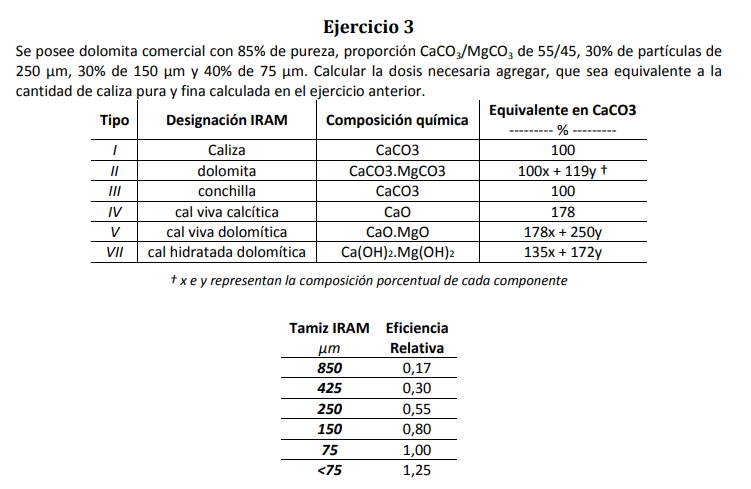 Ejercicio 3
Se posee dolomita comercial con 85% de pureza, proporción CaCO₃/MgCO₃ de 55/45, 30% de partículas de
250 µm, 30% de 150 µm y 40% de 75 µm. Calcular la dosis necesaria agregar, que sea equivalente a la
cantidad de caliza pura y fina calculada en el ejercicio anterior.
Tipo Designación IRAM Composición química Equivalente en CaCO3
--------- % ---------
I Caliza CaCO3 100
II dolomita CaCO3.MgCO3 100x + 119y †
III conchilla CaCO3 100
IV cal viva calcítica CaO 178
V cal viva dolomítica CaO.MgO 178x + 250y
VII cal hidratada dolomítica Ca(OH)₂.Mg(OH)₂ 135x + 172y
† x e y representan la composición porcentual de cada componente
Tamiz IRAM Eficiencia
µm Relativa
850 0,17
425 0,30
250 0,55
150 0,80
75 1,00
<75 1,25